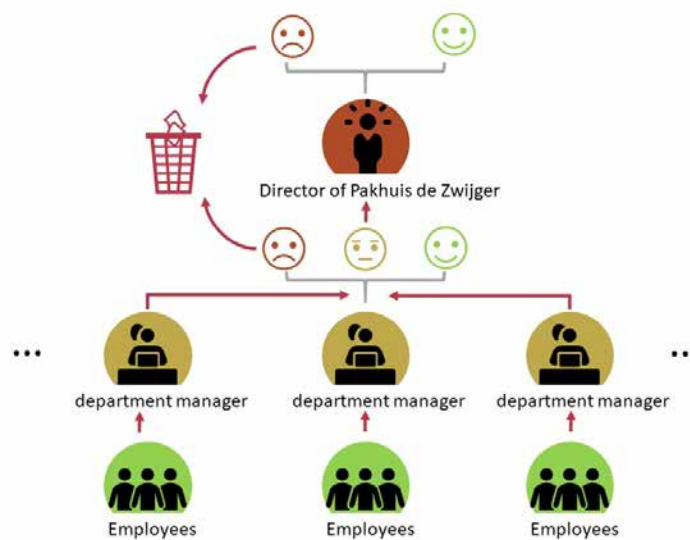 Director of Pakhuis de Zwijger
... department manager department manager department manager ..
Employees Employees Employees